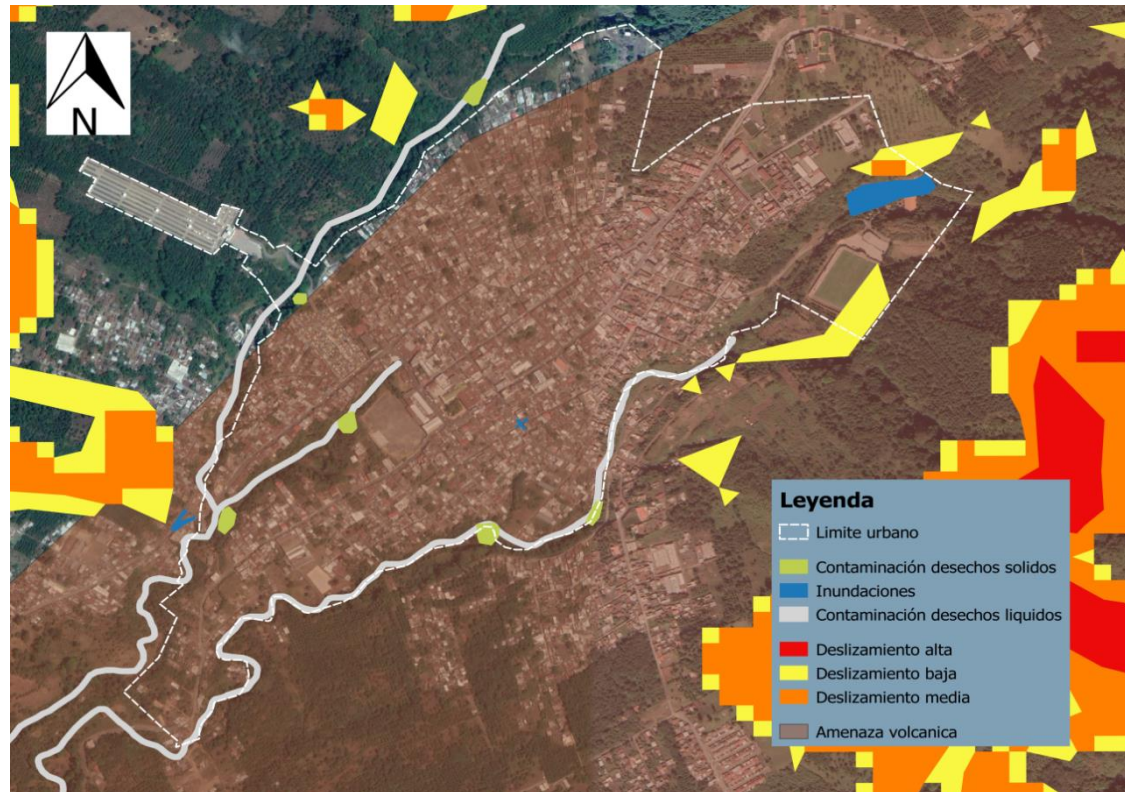 N
Leyenda
Limite urbano
Contaminación desechos solidos
Inundaciones
Contaminación desechos liquidos
Deslizamiento alta
Deslizamiento baja
Deslizamiento media
Amenaza volcanica